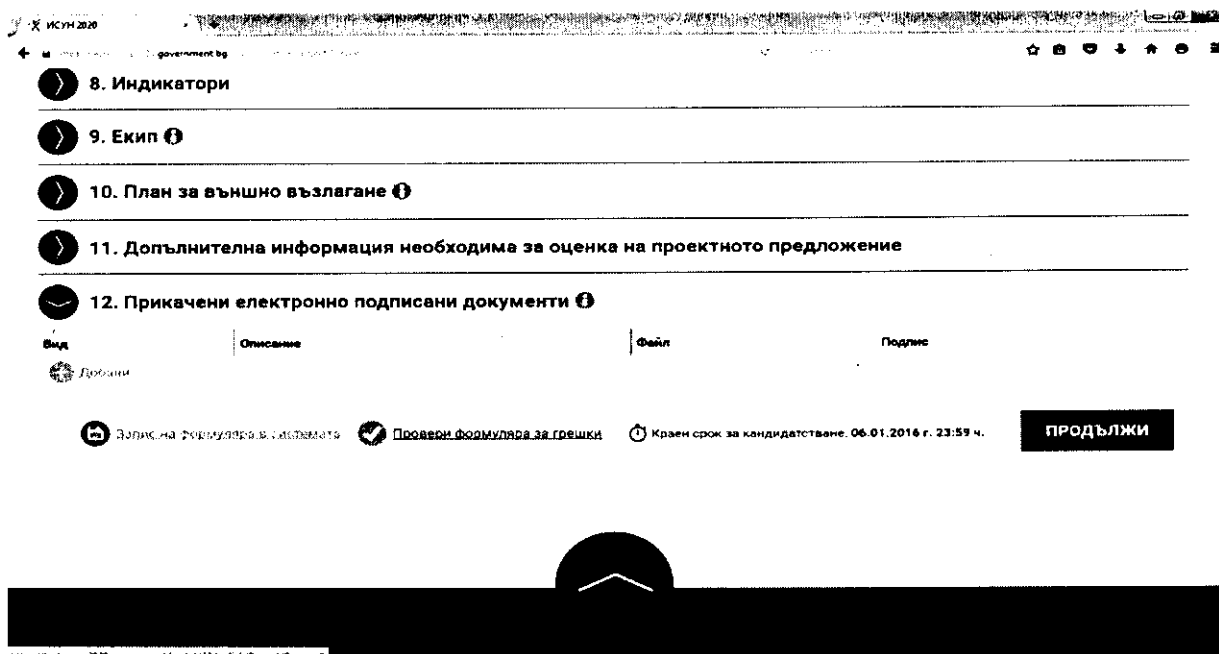 ИСУН 2020
government.bg
8. Индикатори
9. Екип
10. План за външно възлагане
11. Допълнителна информация необходима за оценка на проектното предложение
12. Прикачени електронно подписани документи
Вид Описание Файл Подпис
Добави
Запис на формуляра в системата Провери формуляра за грешки Краен срок за кандидатстване: 06.01.2016 г. 23:59 ч. ПРОДЪЛЖИ